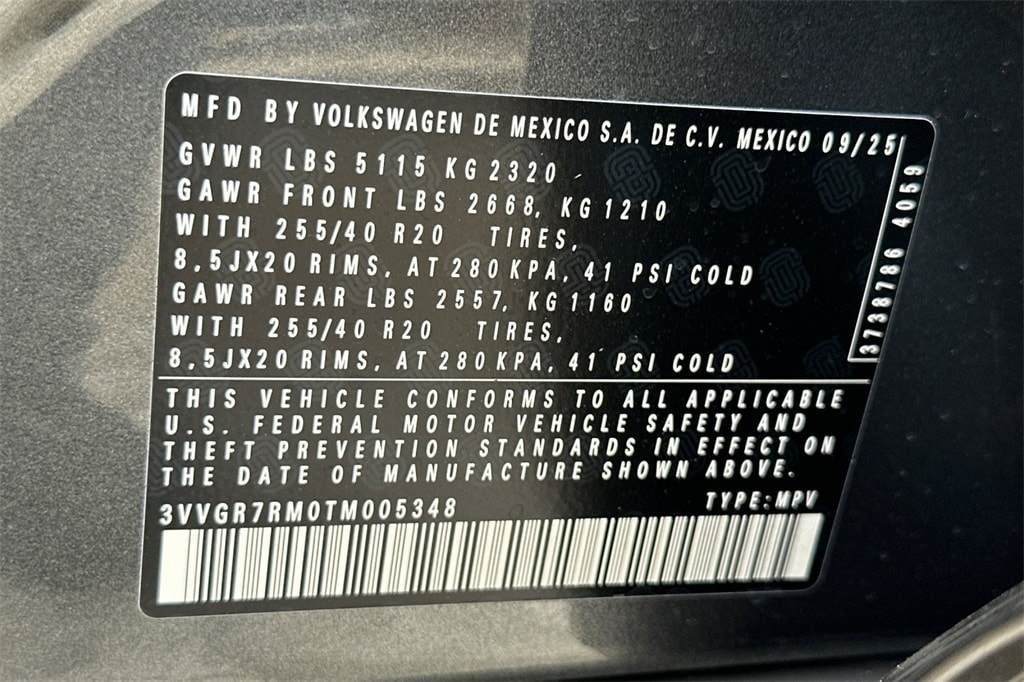 MFD BY VOLKSWAGEN DE MEXICO S.A. DE C.V. MEXICO 09/25
GVWR LBS 5115 KG 2320
GAWR FRONT LBS 2668, KG 1210
WITH 255/40 R20 TIRES,
8,5JX20 RIMS, AT 280 KPA, 41 PSI COLD
GAWR REAR LBS 2557, KG 1160
WITH 255/40 R20 TIRES,
8,5JX20 RIMS, AT 280 KPA, 41 PSI COLD
3738786 4059
THIS VEHICLE CONFORMS TO ALL APPLICABLE
U.S. FEDERAL MOTOR VEHICLE SAFETY AND
THEFT PREVENTION STANDARDS IN EFFECT ON
THE DATE OF MANUFACTURE SHOWN ABOVE.
3VVGR7RM0TM005348 TYPE:MPV